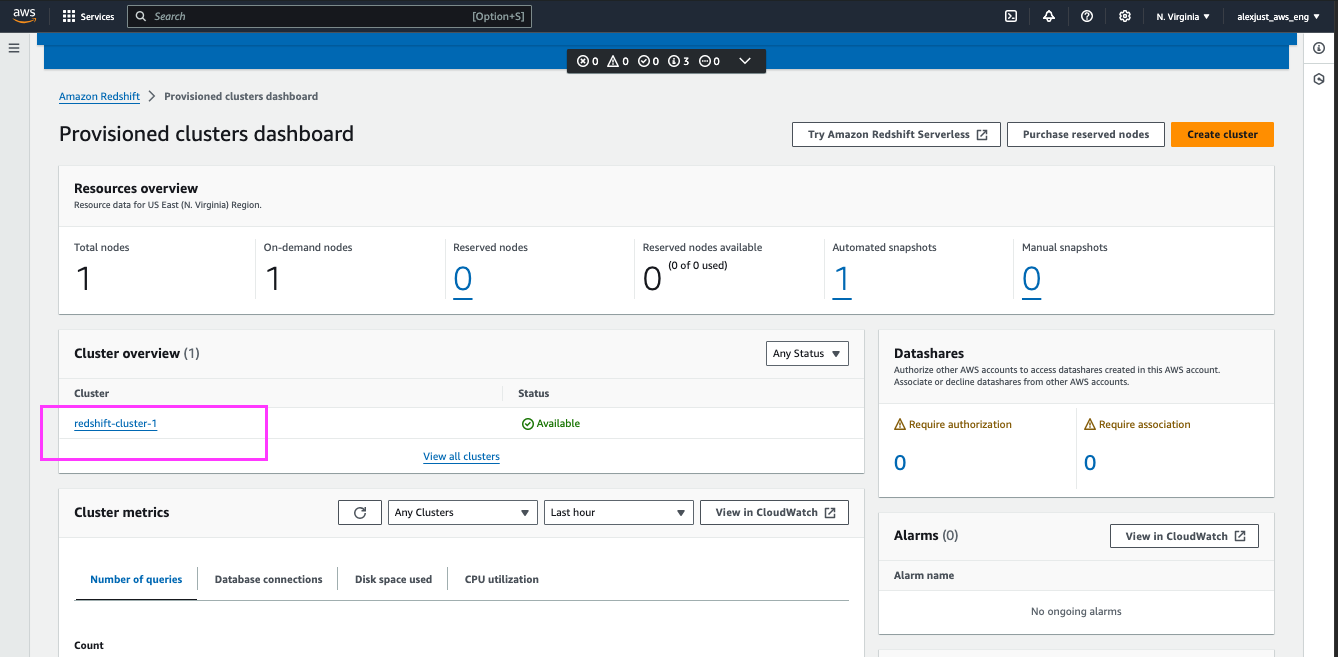 aws Services Search [Option+S] N. Virginia alexjust_aws_eng
0 0 0 3 0
Amazon Redshift Provisioned clusters dashboard
Provisioned clusters dashboard
Try Amazon Redshift Serverless Purchase reserved nodes Create cluster
Resources overview
Resource data for US East (N. Virginia) Region.
Total nodes
1
On-demand nodes
1
Reserved nodes
0
Reserved nodes available
0 (0 of 0 used)
Automated snapshots
1
Manual snapshots
0
Cluster overview (1) Any Status
Cluster Status
redshift-cluster-1 Available
View all clusters
Datashares
Authorize other AWS accounts to access datashares created in this AWS account.
Associate or decline datashares from other AWS accounts.
Require authorization
0
Require association
0
Cluster metrics Any Clusters Last hour View in CloudWatch
Number of queries Database connections Disk space used CPU utilization
Count
Alarms (0) View in CloudWatch
Alarm name
No ongoing alarms